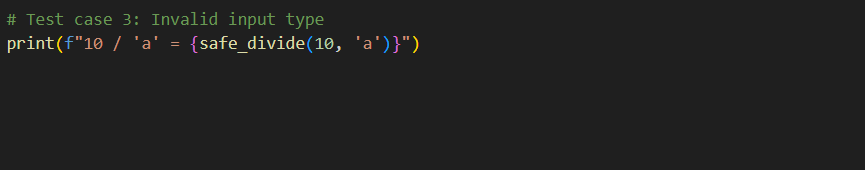 # Test case 3: Invalid input type
print(f"10 / 'a' = {safe_divide(10, 'a')}")